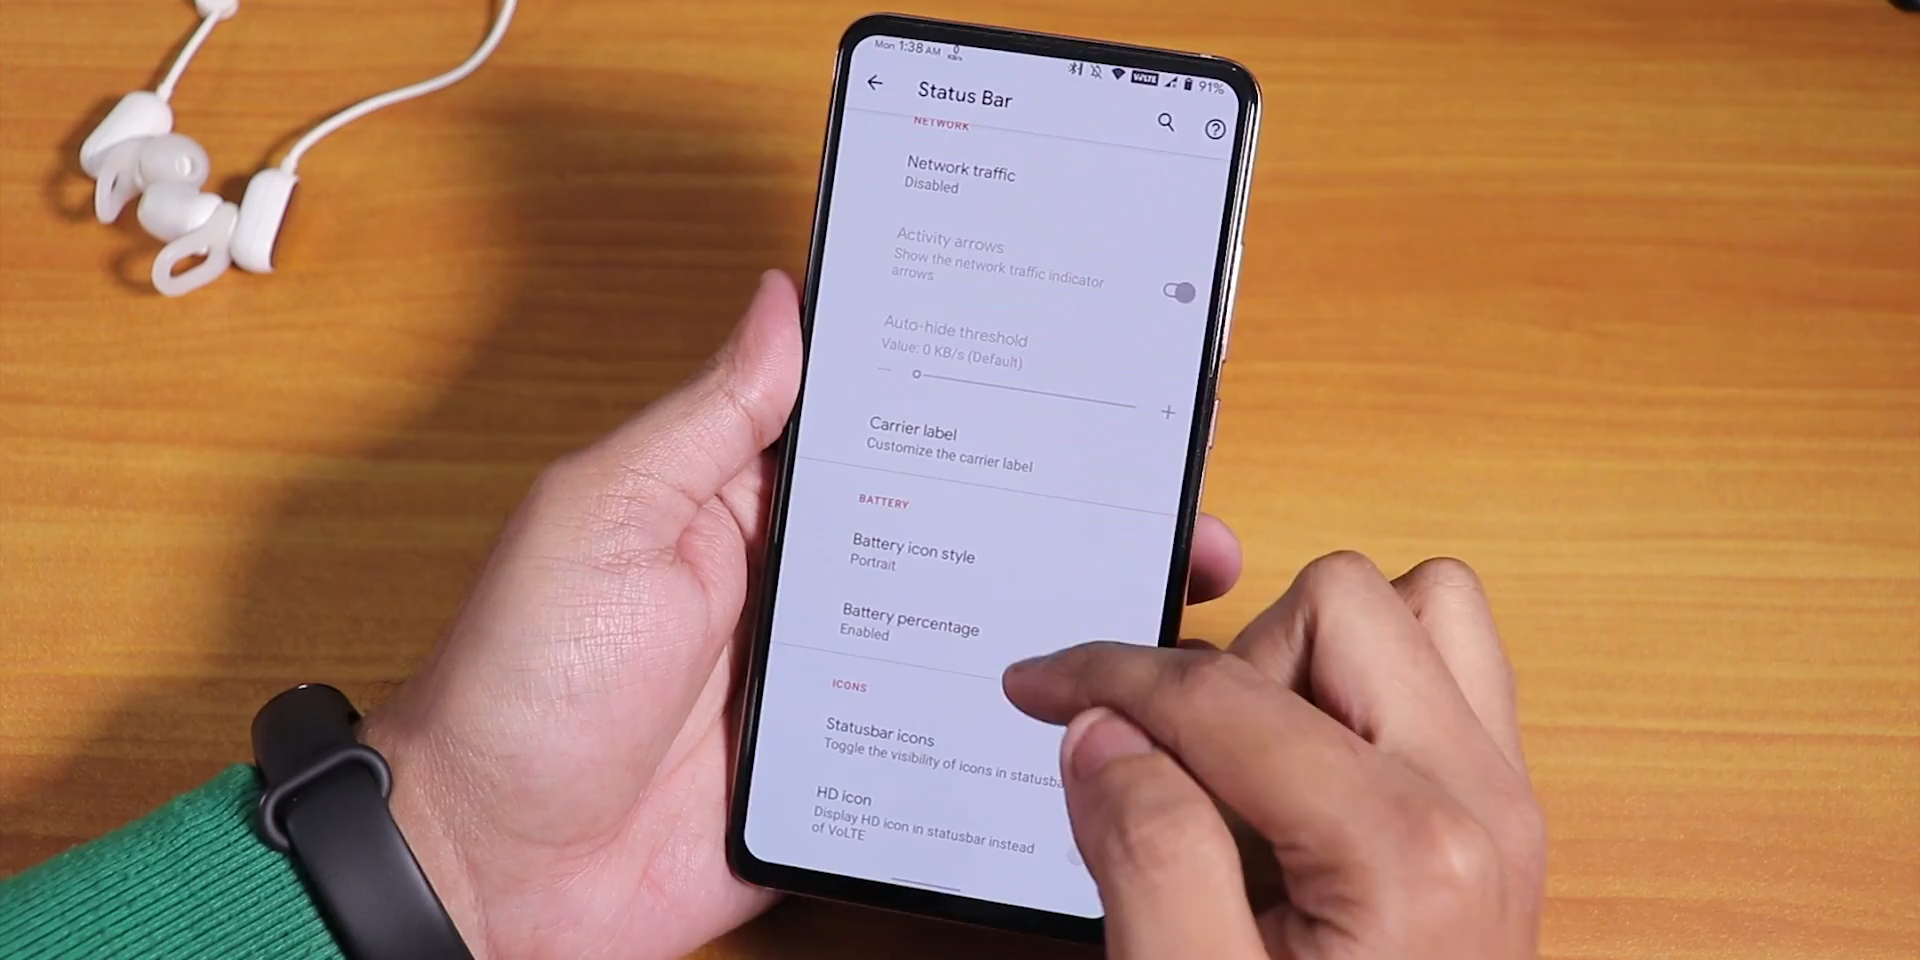 Mon 1:38 AM 0 KB/s VoLTE 91%
Status Bar
NETWORK
Network traffic
Disabled
Activity arrows
Show the network traffic indicator
arrows
Auto-hide threshold
Value: 0 KB/s (Default)
Carrier label
Customize the carrier label
BATTERY
Battery icon style
Portrait
Battery percentage
Enabled
ICONS
Statusbar icons
Toggle the visibility of icons in
HD icon
Display HD icon in statusbar instead
of VoLTE